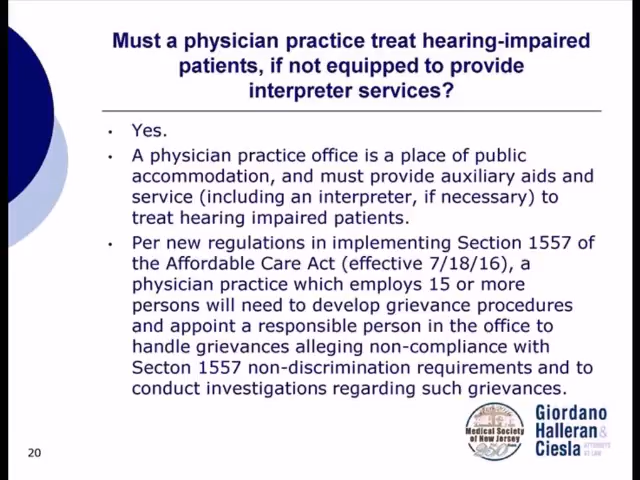 Must a physician practice treat hearing-impaired
patients, if not equipped to provide
interpreter services?
• Yes.
• A physician practice office is a place of public
accommodation, and must provide auxiliary aids and
service (including an interpreter, if necessary) to
treat hearing impaired patients.
• Per new regulations in implementing Section 1557 of
the Affordable Care Act (effective 7/18/16), a
physician practice which employs 15 or more
persons will need to develop grievance procedures
and appoint a responsible person in the office to
handle grievances alleging non-compliance with
Secton 1557 non-discrimination requirements and to
conduct investigations regarding such grievances.
Medical Society
of New Jersey
250
Giordano
Halleran &
Ciesla
ATTORNEYS
AT LAW
20